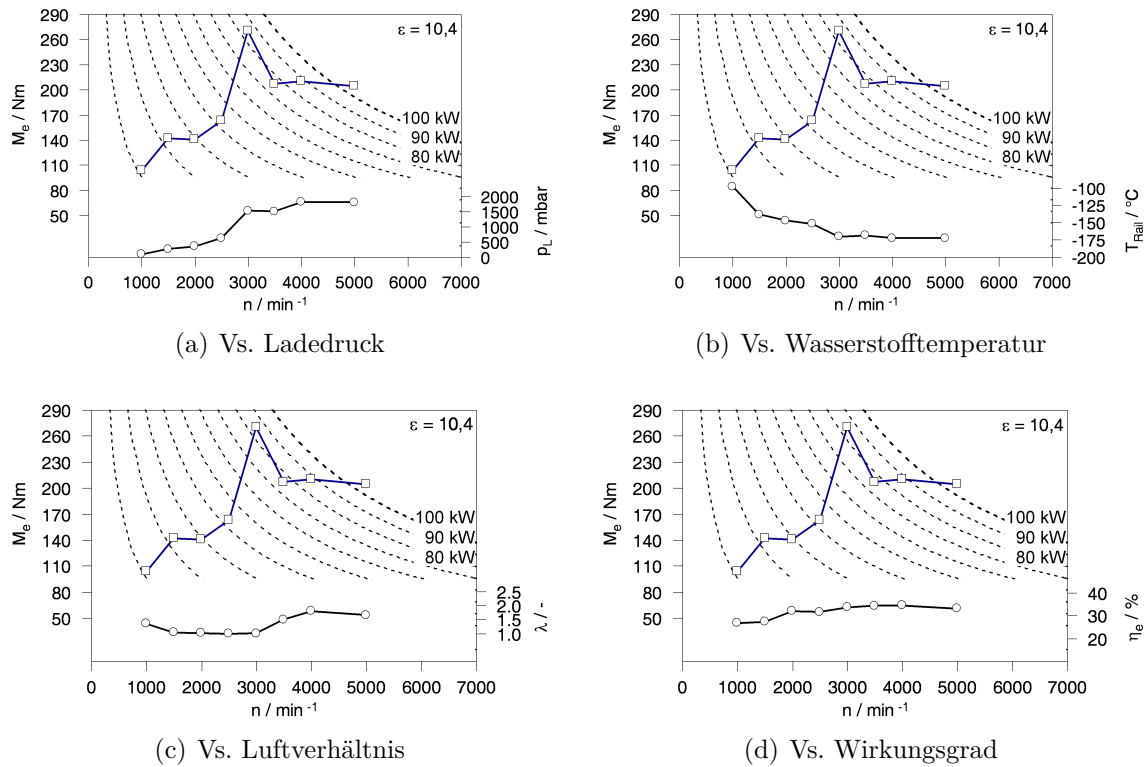 290
260
230
200
170
140
110
80
50
M_e / Nm
ε = 10,4
100 kW
90 kW
80 kW
2000
1500
1000
500
0
p_L / mbar
0 1000 2000 3000 4000 5000 6000 7000
n / min⁻¹
(a) Vs. Ladedruck
290
260
230
200
170
140
110
80
50
M_e / Nm
ε = 10,4
100 kW
90 kW
80 kW
-100
-125
-150
-175
-200
T_Rail / °C
0 1000 2000 3000 4000 5000 6000 7000
n / min⁻¹
(b) Vs. Wasserstofftemperatur
290
260
230
200
170
140
110
80
50
M_e / Nm
ε = 10,4
100 kW
90 kW
80 kW
2.5
2.0
1.5
1.0
λ / -
0 1000 2000 3000 4000 5000 6000 7000
n / min⁻¹
(c) Vs. Luftverhältnis
290
260
230
200
170
140
110
80
50
M_e / Nm
ε = 10,4
100 kW
90 kW
80 kW
40
30
20
η_e / %
0 1000 2000 3000 4000 5000 6000 7000
n / min⁻¹
(d) Vs. Wirkungsgrad